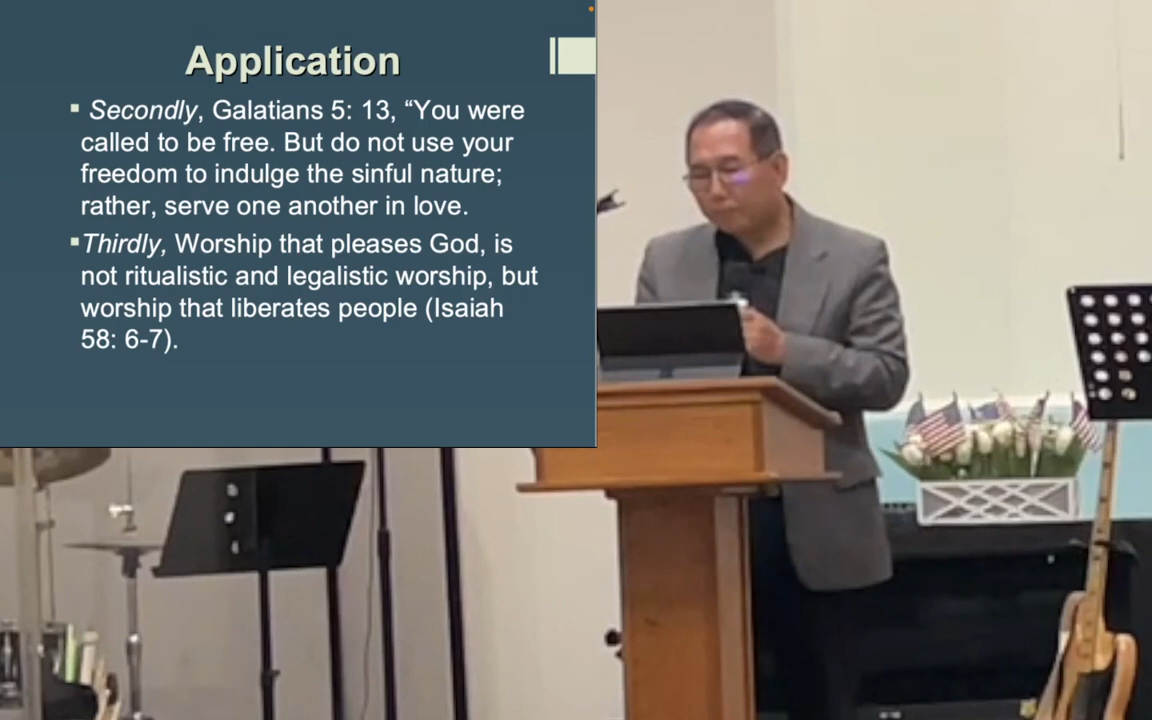 Application
▪ Secondly, Galatians 5: 13, “You were
called to be free. But do not use your
freedom to indulge the sinful nature;
rather, serve one another in love.
▪Thirdly, Worship that pleases God, is
not ritualistic and legalistic worship, but
worship that liberates people (Isaiah
58: 6-7).